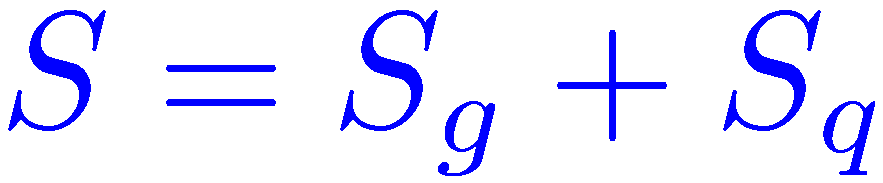 S = S_g + S_q